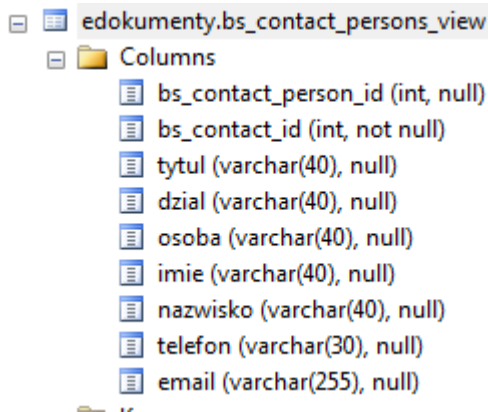 edokumenty.bs_contact_persons_view
Columns
bs_contact_person_id (int, null)
bs_contact_id (int, not null)
tytul (varchar(40), null)
dzial (varchar(40), null)
osoba (varchar(40), null)
imie (varchar(40), null)
nazwisko (varchar(40), null)
telefon (varchar(30), null)
email (varchar(255), null)